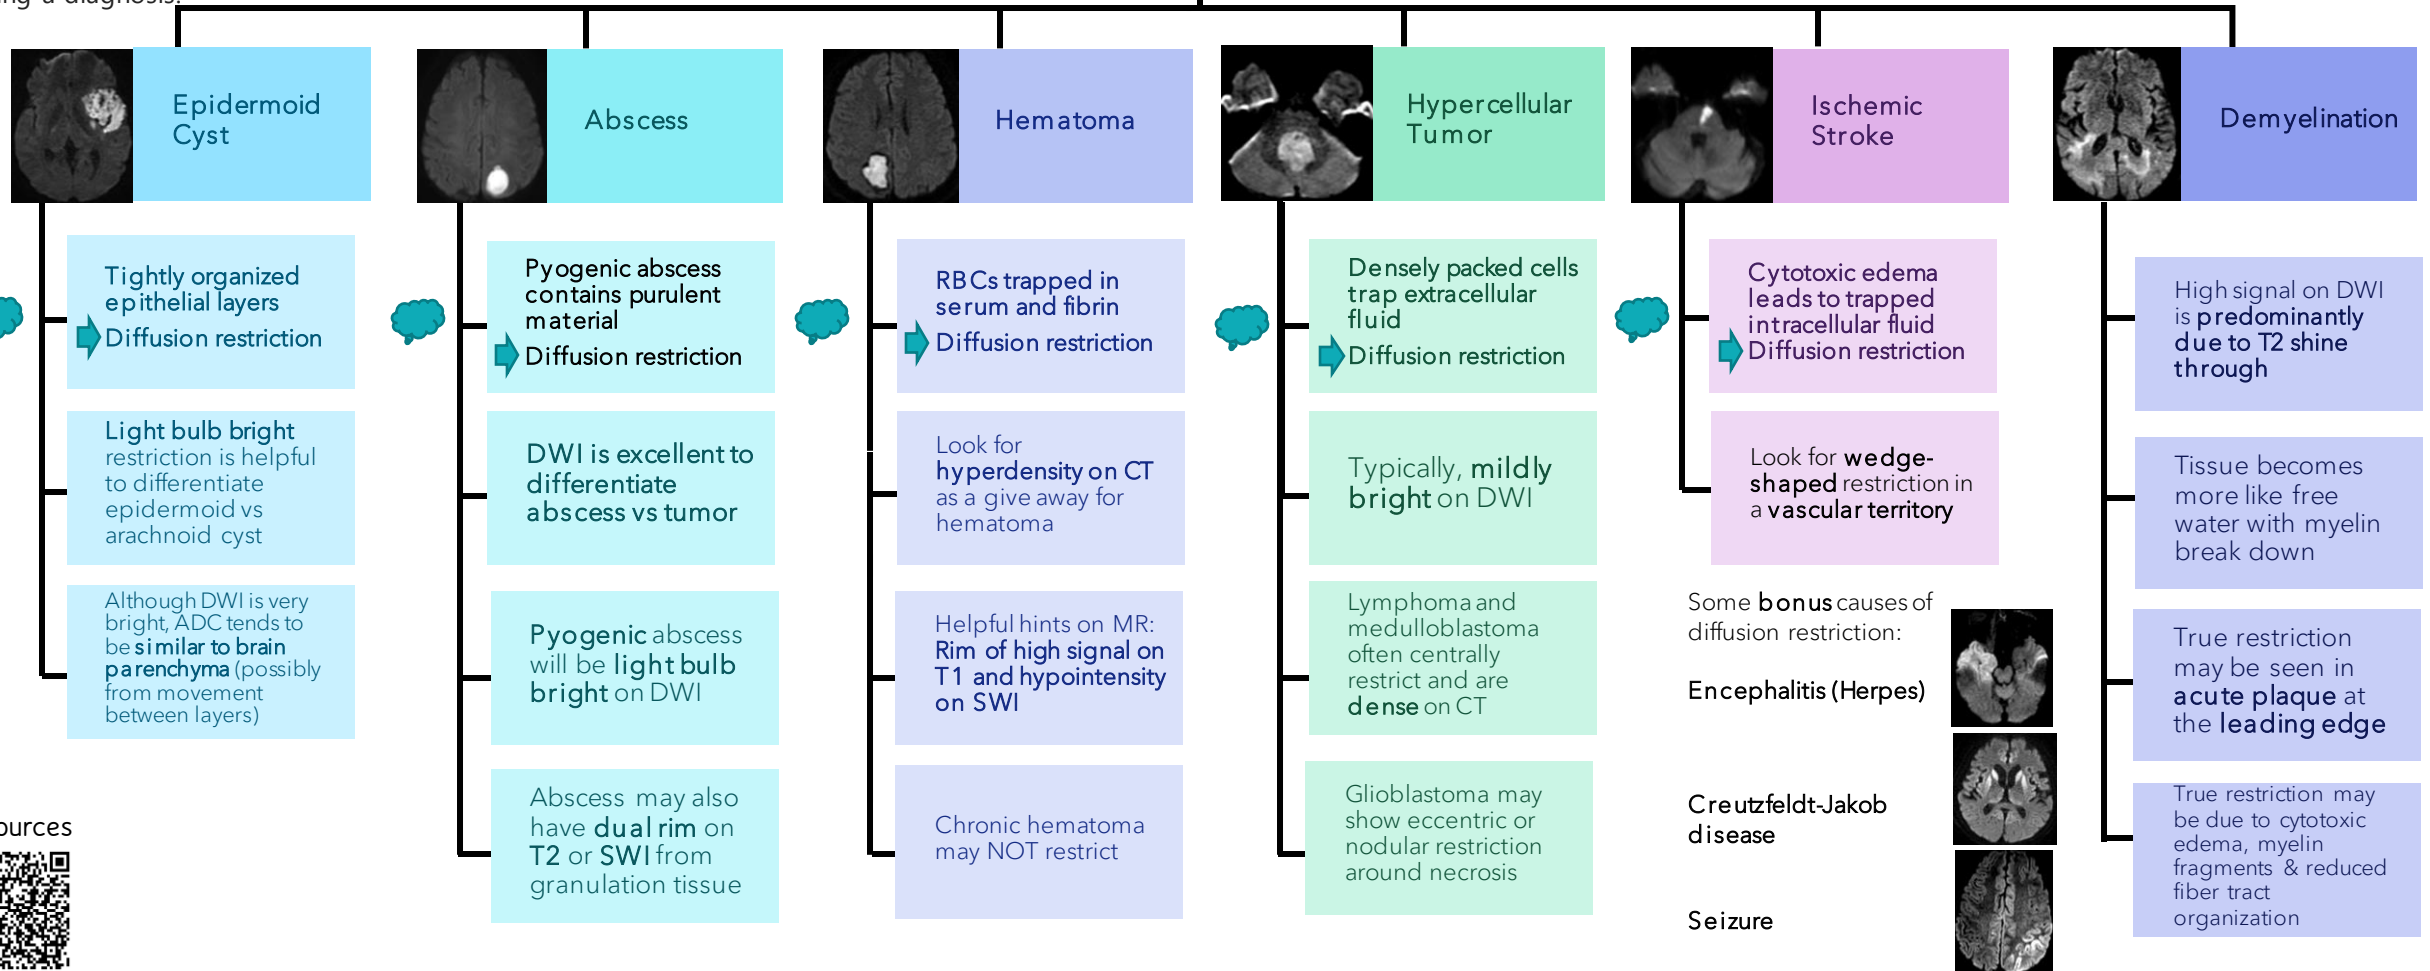 a diagnosis.
Epidermoid
Cyst
Tightly organized
epithelial layers
Diffusion restriction
Light bulb bright
restriction is helpful
to differentiate
epidermoid vs
arachnoid cyst
Although DWI is very
bright, ADC tends to
be similar to brain
parenchyma (possibly
from movement
between layers)
Abscess
Pyogenic abscess
contains purulent
material
Diffusion restriction
DWI is excellent to
differentiate
abscess vs tumor
Pyogenic abscess
will be light bulb
bright on DWI
Abscess may also
have dual rim on
T2 or SWI from
granulation tissue
Hematoma
RBCs trapped in
serum and fibrin
Diffusion restriction
Look for
hyperdensity on CT
as a give away for
hematoma
Helpful hints on MR:
Rim of high signal on
T1 and hypointensity
on SWI
Chronic hematoma
may NOT restrict
Hypercellular
Tumor
Densely packed cells
trap extracellular
fluid
Diffusion restriction
Typically, mildly
bright on DWI
Lymphoma and
medulloblastoma
often centrally
restrict and are
dense on CT
Glioblastoma may
show eccentric or
nodular restriction
around necrosis
Ischemic
Stroke
Cytotoxic edema
leads to trapped
intracellular fluid
Diffusion restriction
Look for wedge-
shaped restriction in
a vascular territory
Some bonus causes of
diffusion restriction:
Encephalitis (Herpes)
Creutzfeldt-Jakob
disease
Seizure
Demyelination
High signal on DWI
is predominantly
due to T2 shine
through
Tissue becomes
more like free
water with myelin
break down
True restriction
may be seen in
acute plaque at
the leading edge
True restriction may
be due to cytotoxic
edema, myelin
fragments & reduced
fiber tract
organization